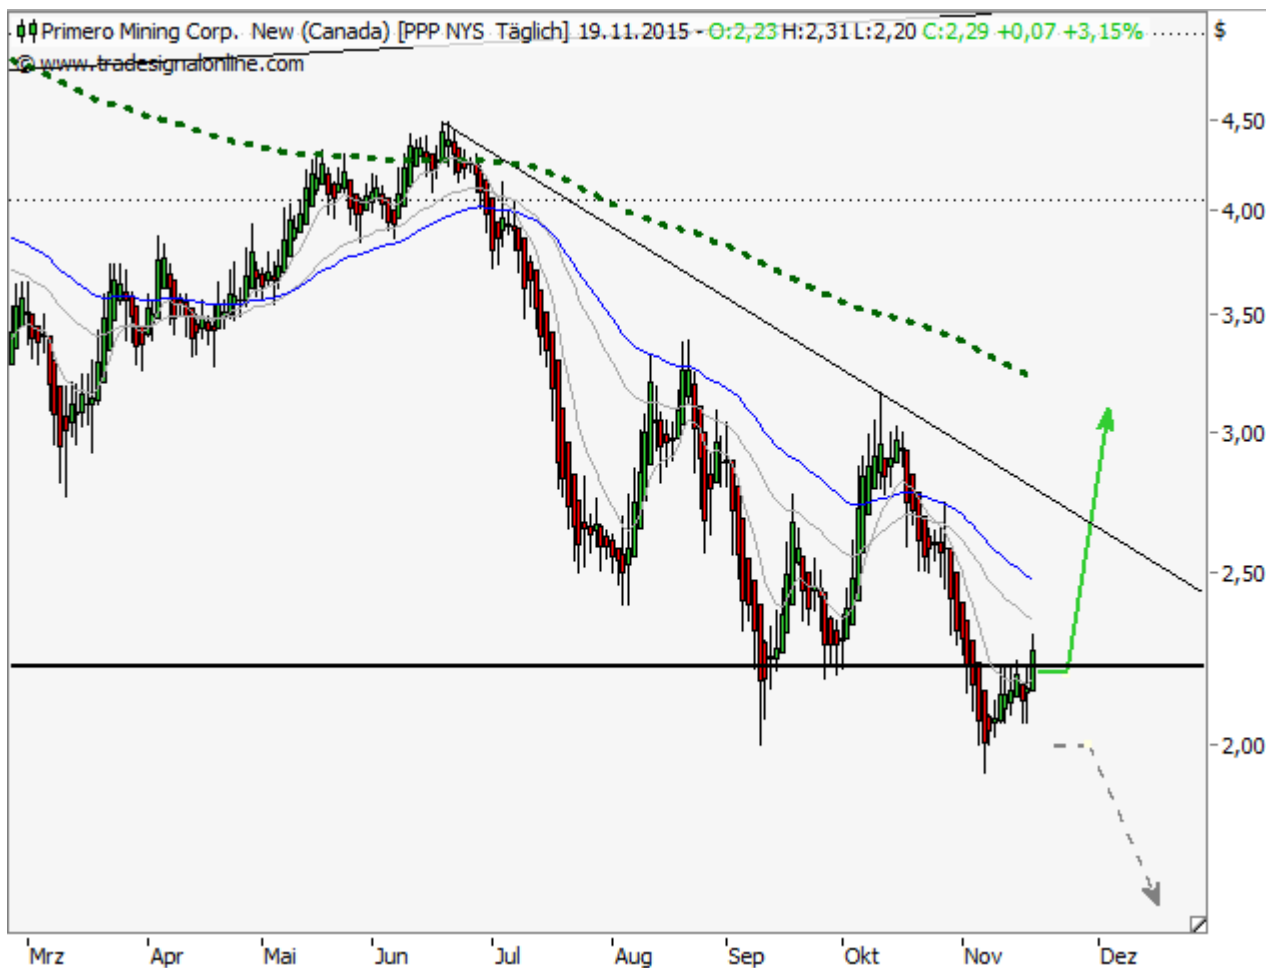 Primero Mining Corp. New (Canada) [PPP NYS Täglich] 19.11.2015 - O:2,23 H:2,31 L:2,20 C:2,29 +0,07 +3,15% $
© www.tradesignalonline.com
4,50
4,00
3,50
3,00
2,50
2,00
Mrz Apr Mai Jun Jul Aug Sep Okt Nov Dez